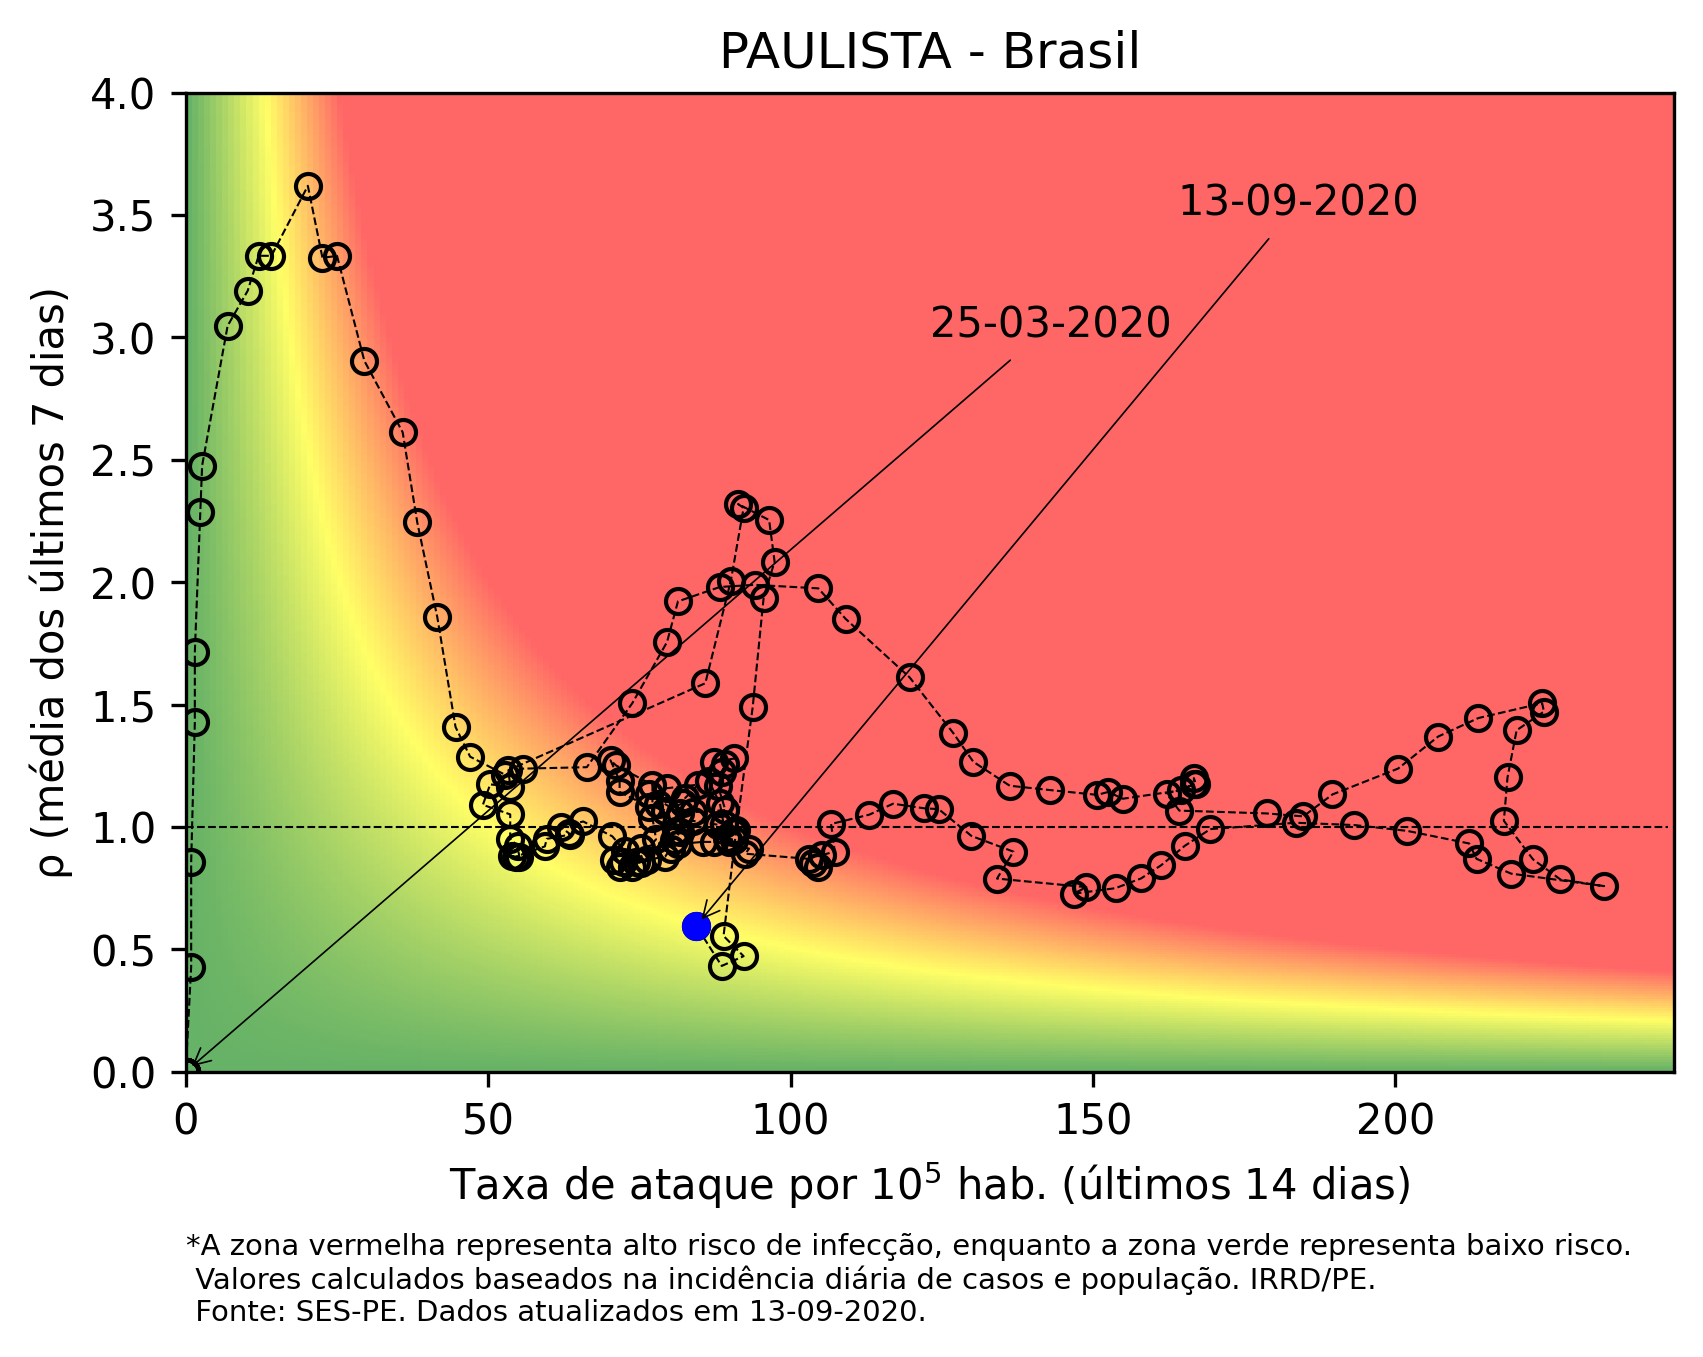 PAULISTA - Brasil
4.0
3.5
3.0
2.5
2.0
1.5
1.0
0.5
0.0
ρ (média dos últimos 7 dias)
13-09-2020
25-03-2020
0 50 100 150 200
Taxa de ataque por 10⁵ hab. (últimos 14 dias)
*A zona vermelha representa alto risco de infecção, enquanto a zona verde representa baixo risco.
Valores calculados baseados na incidência diária de casos e população. IRRD/PE.
Fonte: SES-PE. Dados atualizados em 13-09-2020.